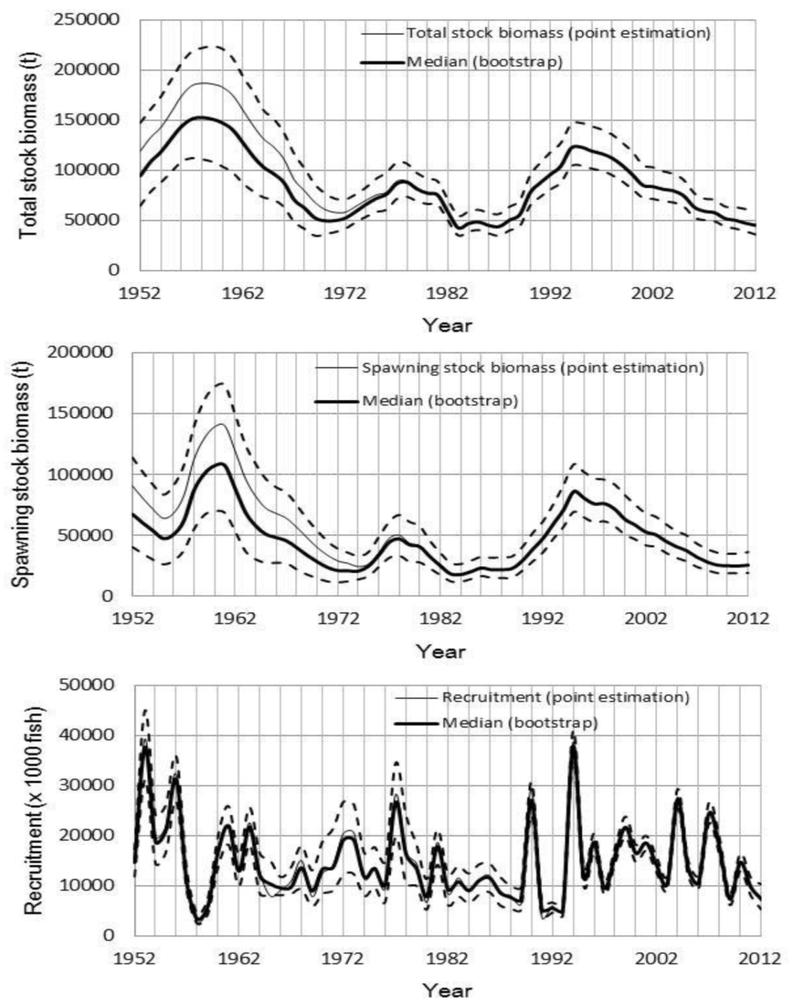 250000
Total stock biomass (point estimation)
200000
Median (bootstrap)
150000
100000
50000
0
Total stock biomass (t)
1952 1962 1972 1982 1992 2002 2012
Year
200000
Spawning stock biomass (point estimation)
Median (bootstrap)
150000
100000
50000
0
Spawning stock biomass (t)
1952 1962 1972 1982 1992 2002 2012
Year
50000
Recruitment (point estimation)
Median (bootstrap)
40000
30000
20000
10000
0
Recruitment (x 1000 fish)
1952 1962 1972 1982 1992 2002 2012
Year